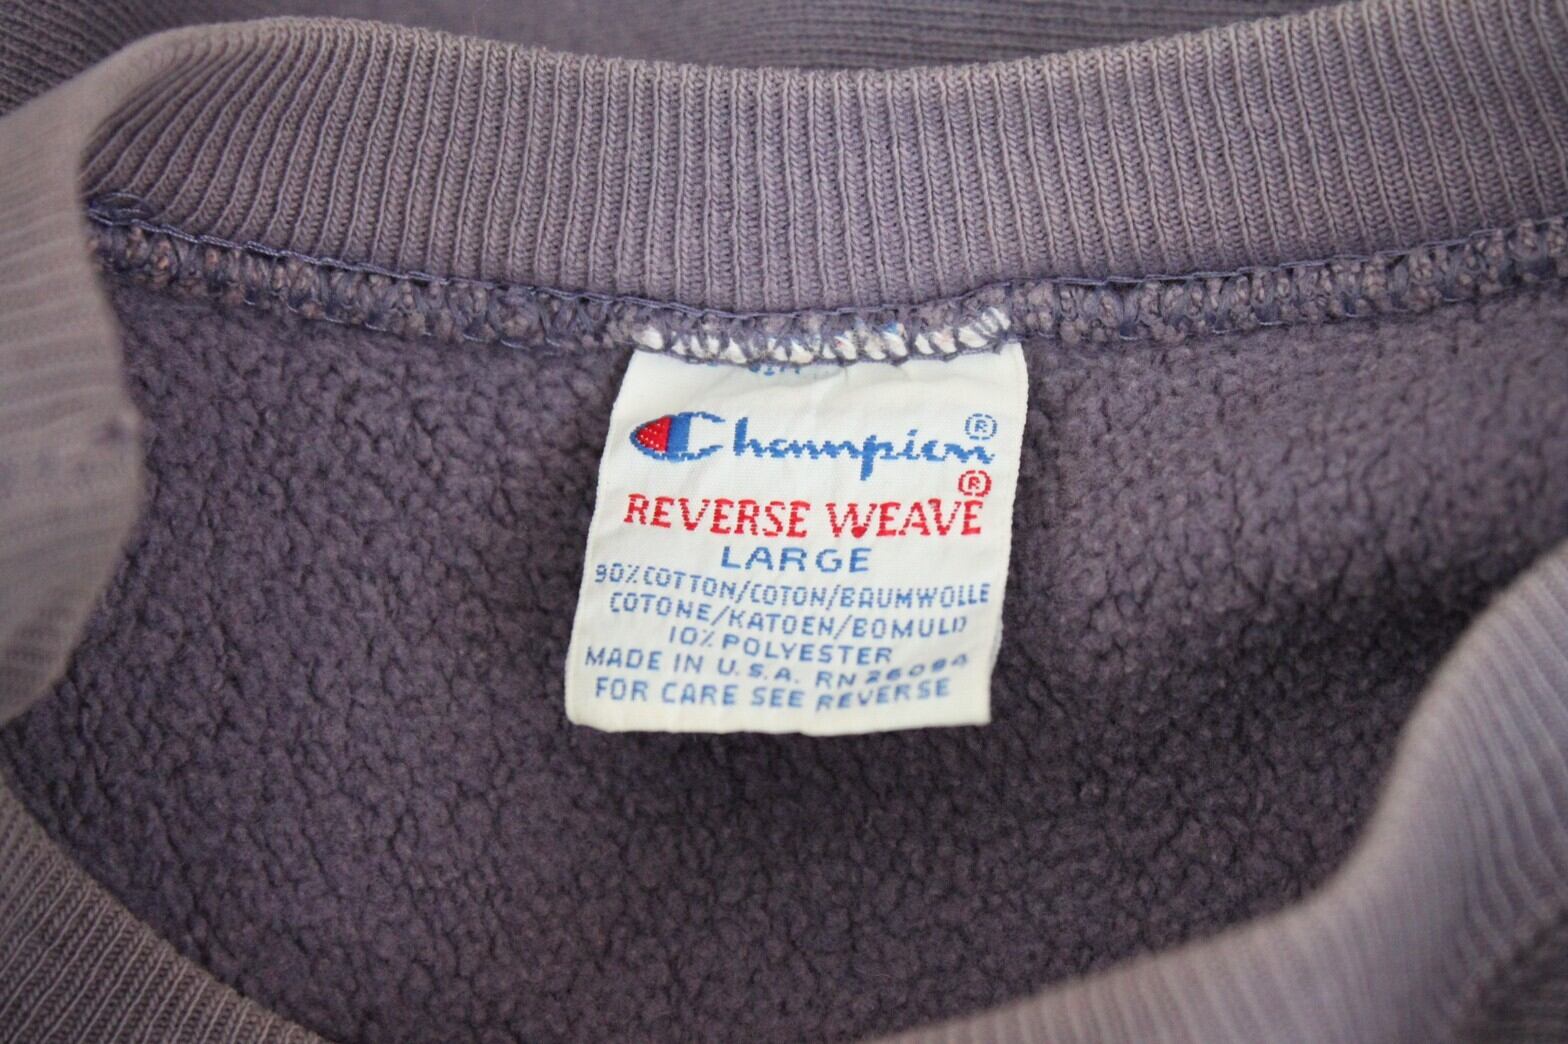 Champion®
REVERSE WEAVE®
LARGE
90% COTTON/COTON/BAUMWOLLE
COTONE/KATOEN/BOMULD
10% POLYESTER
MADE IN U.S.A. RN 26094
FOR CARE SEE REVERSE